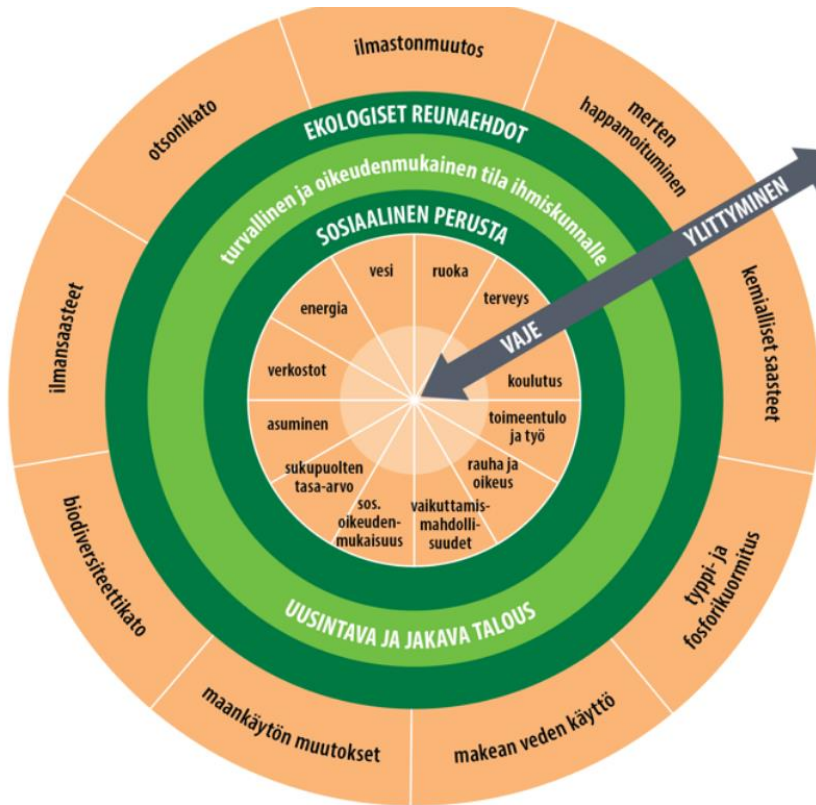 ilmastonmuutos
merten
happamoituminen
kemialliset saasteet
typpi- ja
fosforikuormitus
makean veden käyttö
maankäytön muutokset
biodiversiteettikato
ilmansaasteet
otsonikato
EKOLOGISET REUNAEHDOT
turvallinen ja oikeudenmukainen tila ihmiskunnalle
SOSIAALINEN PERUSTA
YLITTYMINEN
VAJE
vesi
ruoka
terveys
koulutus
toimeentulo
ja työ
rauha ja
oikeus
vaikuttamis-
mahdolli-
suudet
sos.
oikeuden-
mukaisuus
sukupuolten
tasa-arvo
asuminen
verkostot
energia
UUSINTAVA JA JAKAVA TALOUS